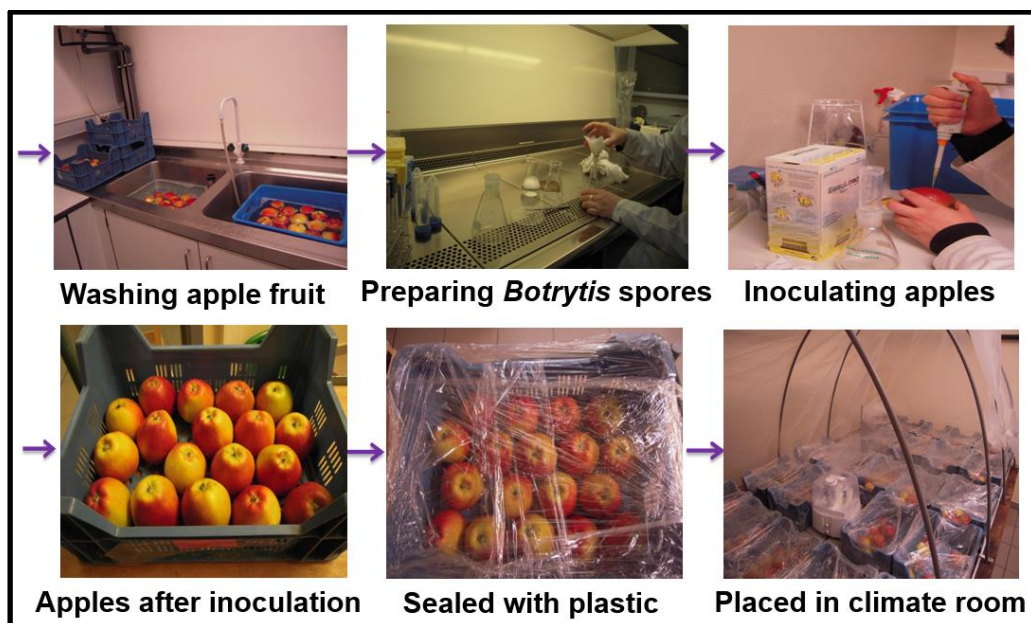 Washing apple fruit
Preparing Botrytis spores
Inoculating apples
Apples after inoculation
Sealed with plastic
Placed in climate room